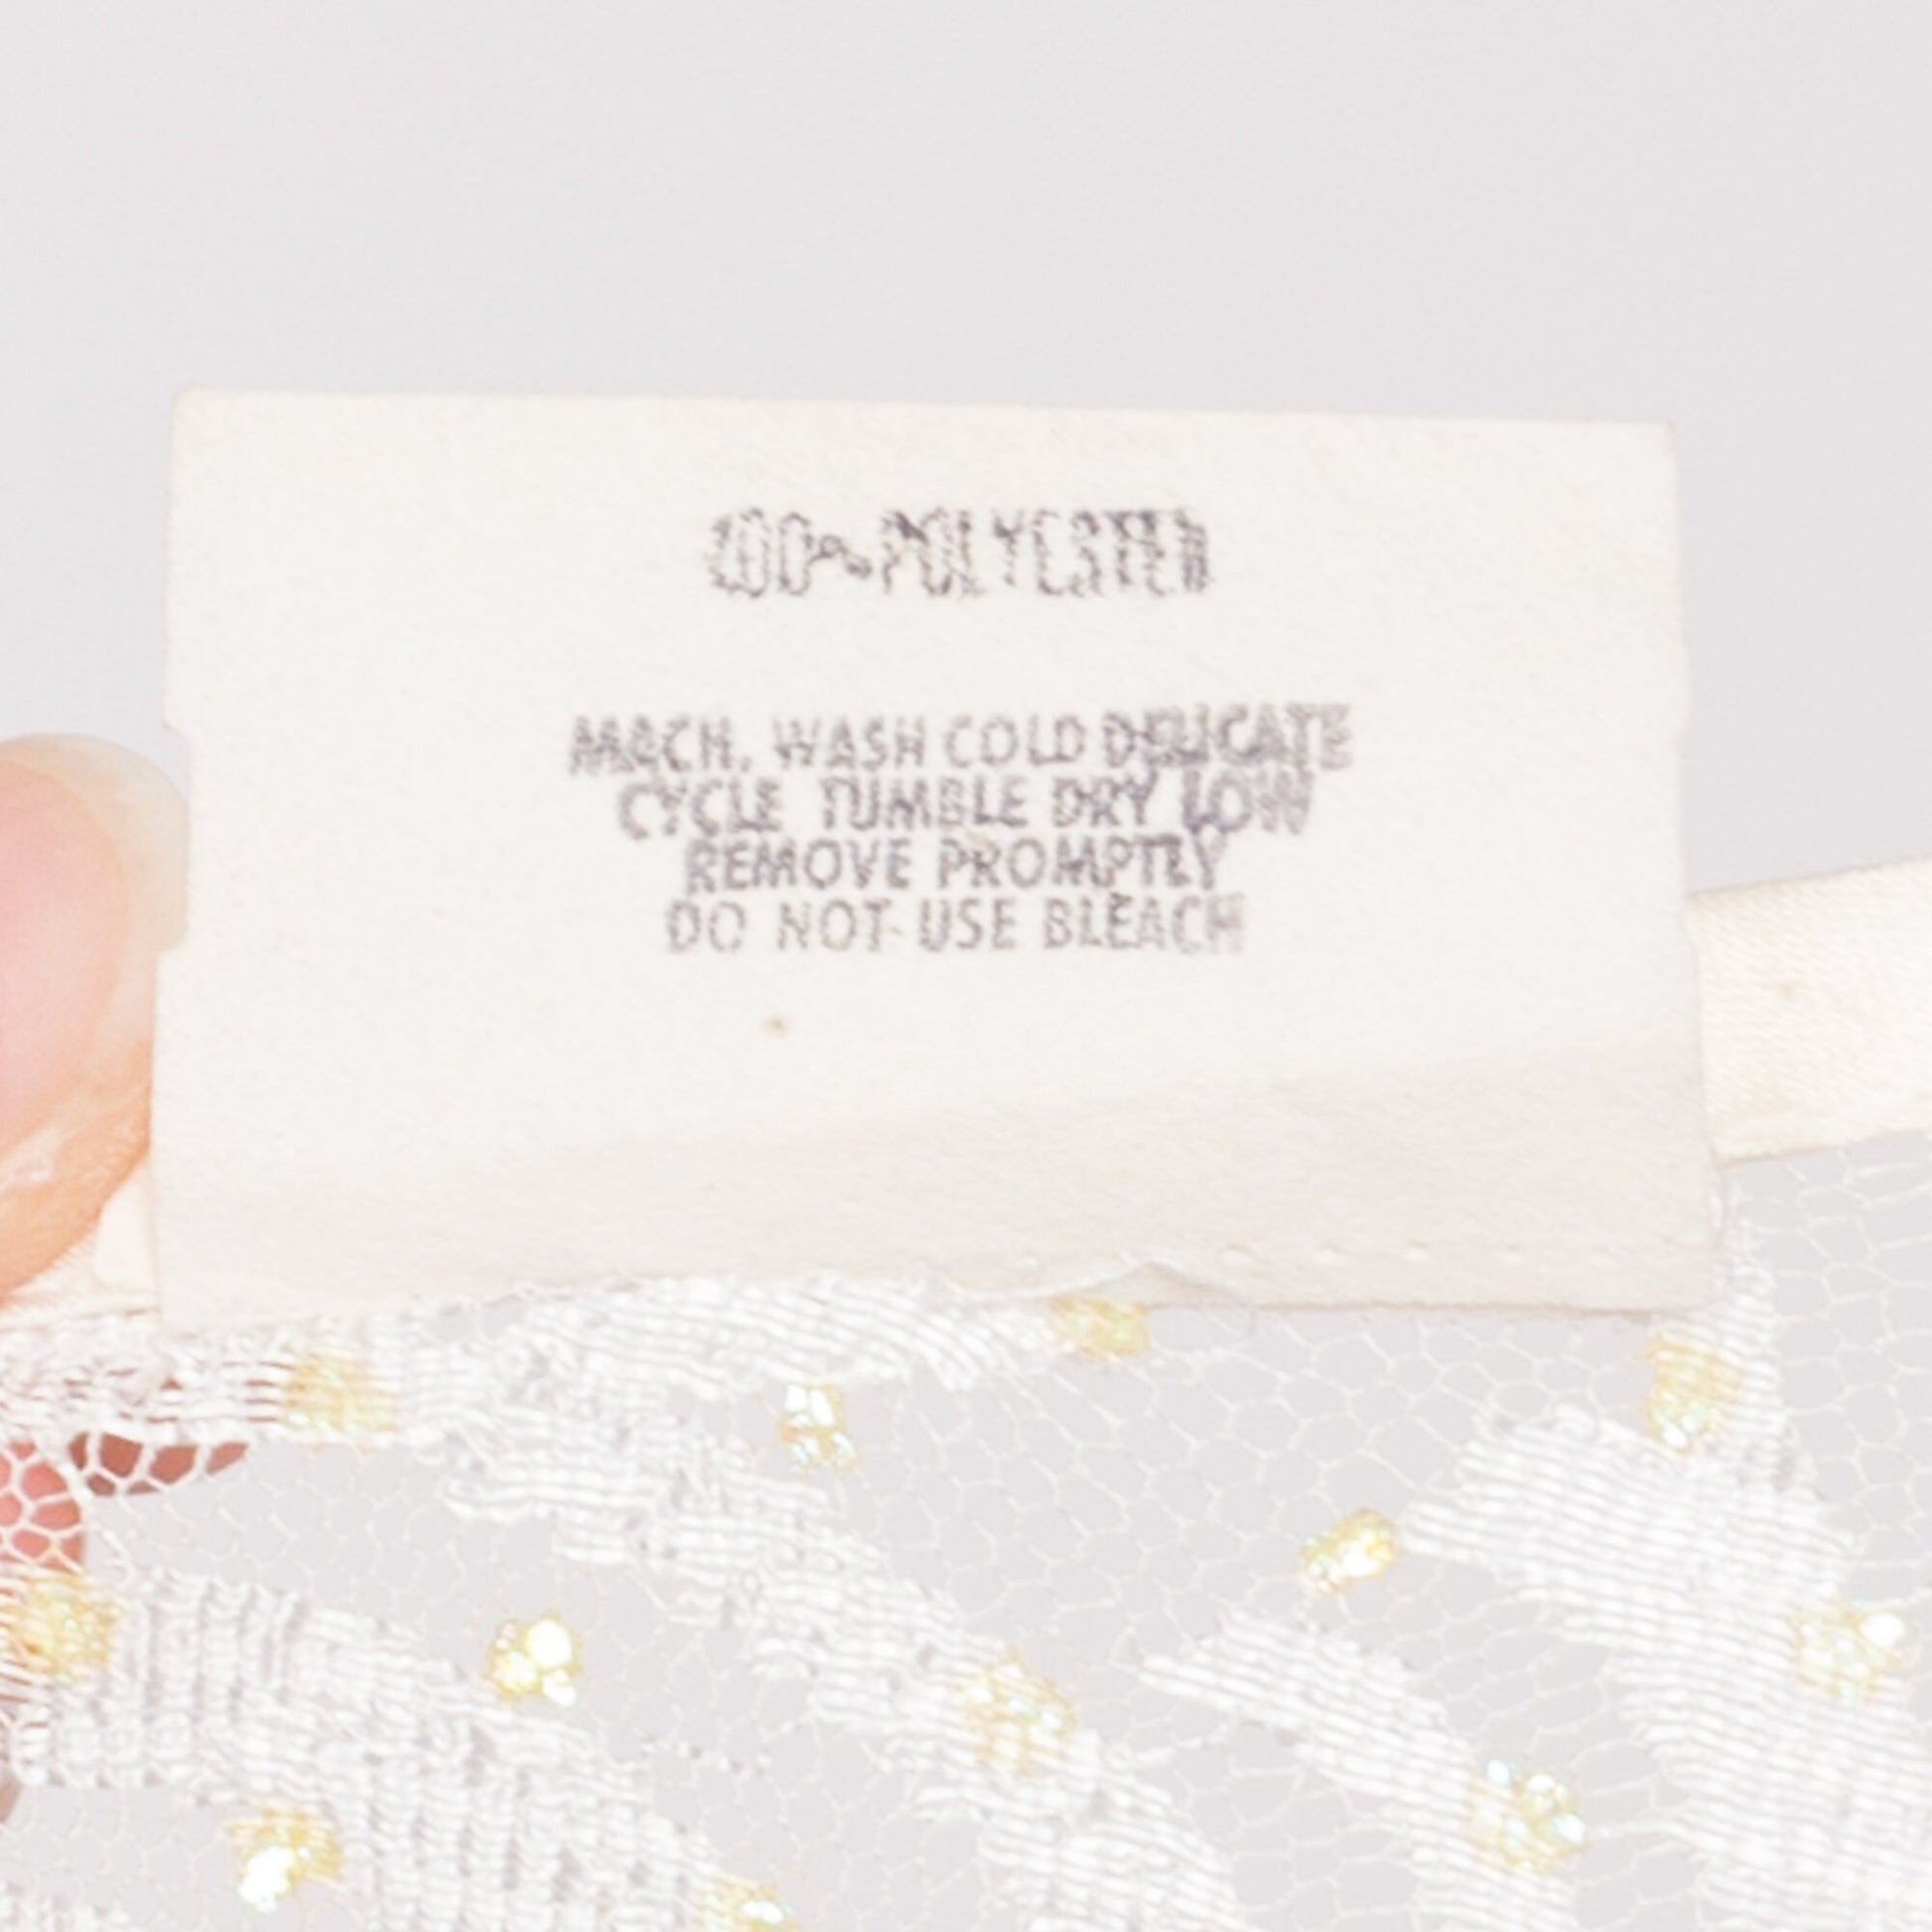 100% POLYESTER
MACH. WASH COLD DELICATE
CYCLE TUMBLE DRY LOW
REMOVE PROMPTLY
DO NOT USE BLEACH